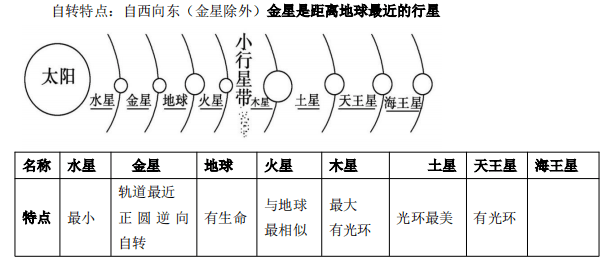 自转特点：自西向东（金星除外）金星是距离地球最近的行星
太阳 水星 金星 地球 火星 小行星带 木星 土星 天王星 海王星
名称 水星 金星 地球 火星 木星 土星 天王星 海王星
特点 最小 轨道最近正圆逆向自转 有生命 与地球最相似 最大有光环 光环最美 有光环